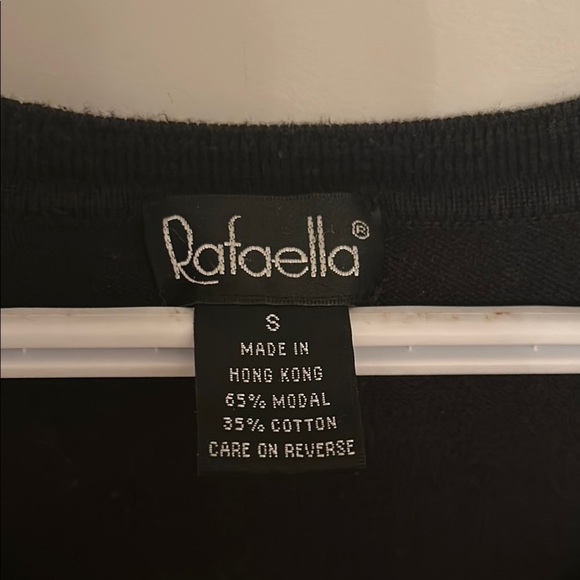 Rafaella®
S
MADE IN
HONG KONG
65% MODAL
35% COTTON
CARE ON REVERSE